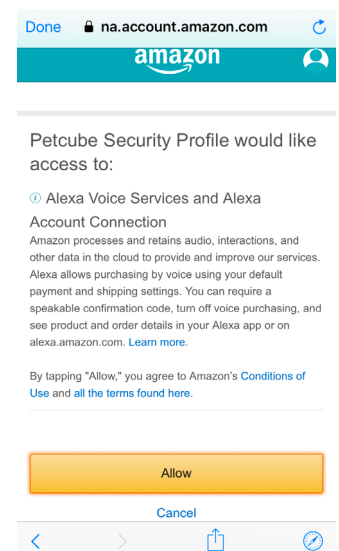 Done na.account.amazon.com
amazon
Petcube Security Profile would like
access to:
Alexa Voice Services and Alexa
Account Connection
Amazon processes and retains audio, interactions, and
other data in the cloud to provide and improve our services.
Alexa allows purchasing by voice using your default
payment and shipping settings. You can require a
speakable confirmation code, turn off voice purchasing, and
see product and order details in your Alexa app or on
alexa.amazon.com. Learn more.
By tapping "Allow," you agree to Amazon's Conditions of
Use and all the terms found here.
Allow
Cancel